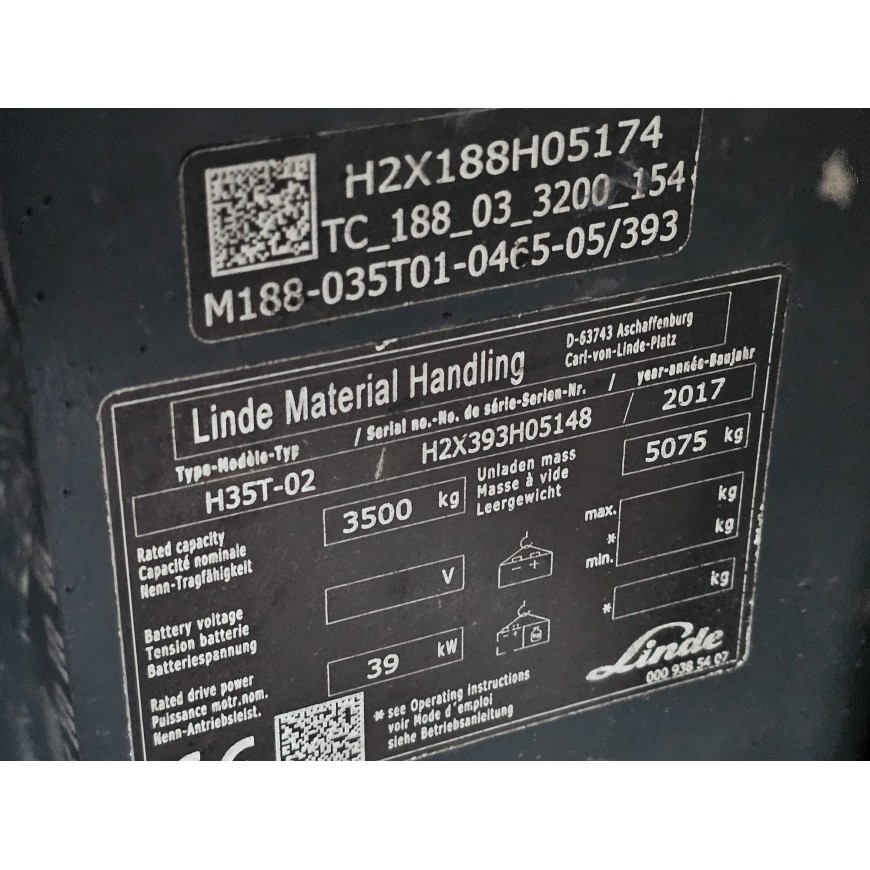 H2X188H05174
TC_188_03_3200_154
M188-035T01-0465-05/393
Linde Material Handling
D-63743 Aschaffenburg
Carl-von-Linde-Platz
Type-Modèle-Typ / Serial no.-No. de série-Serien-Nr. / year-année-Baujahr
H35T-02 / H2X393H05148 / 2017
Rated capacity
Capacité nominale
Nenn-Tragfähigkeit
3500 kg
Unladen mass
Masse à vide
Leergewicht
5075 kg
Battery voltage
Tension batterie
Batteriespannung
V
max. kg
* kg
min.
* kg
Rated drive power
Puissance motr.nom.
Nenn-Antriebsleist.
39 kW
* see Operating Instructions
voir Mode d'emploi
siehe Betriebsanleitung
Linde
000 938 54 07
CE